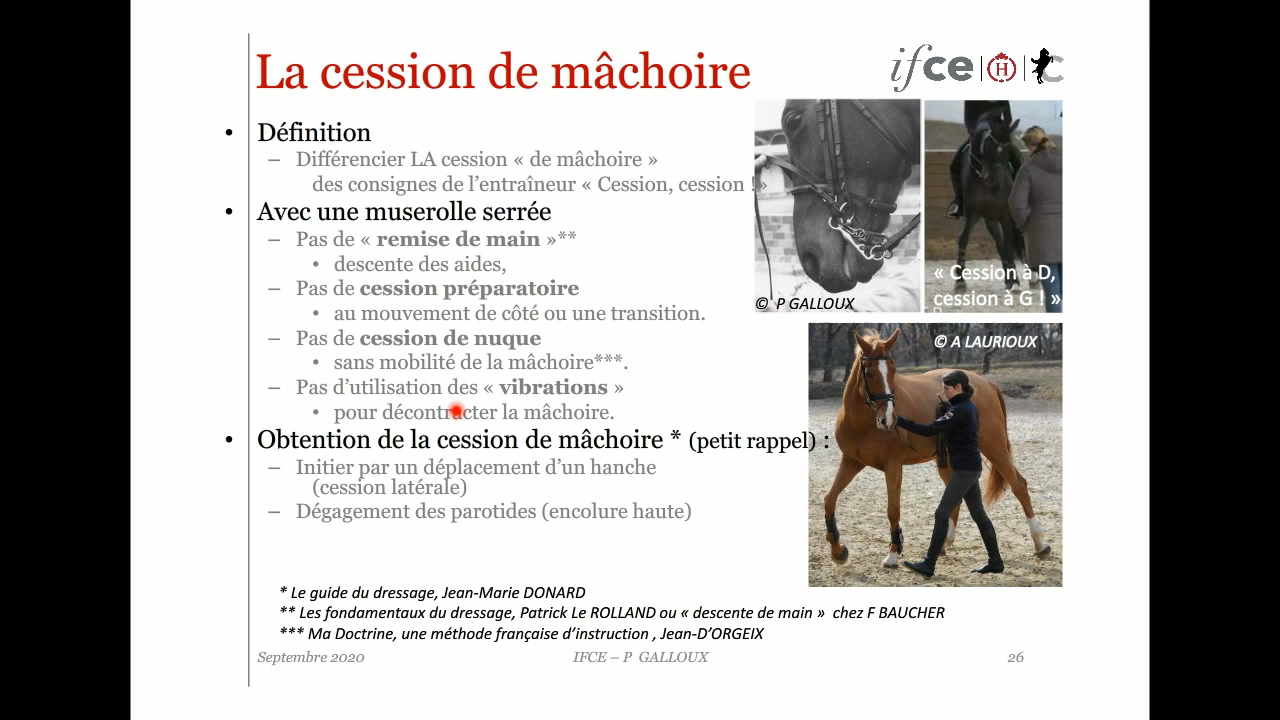 La cession de mâchoire
ifce | H | C
• Définition
– Différencier LA cession « de mâchoire »
des consignes de l'entraîneur « Cession, cession ! »
• Avec une muserolle serrée
– Pas de « remise de main »**
• descente des aides,
– Pas de cession préparatoire
• au mouvement de côté ou une transition.
– Pas de cession de nuque
• sans mobilité de la mâchoire***.
– Pas d'utilisation des « vibrations »
• pour décontracter la mâchoire.
• Obtention de la cession de mâchoire * (petit rappel) :
– Initier par un déplacement d'un hanche
(cession latérale)
– Dégagement des parotides (encolure haute)
© P GALLOUX
« Cession à D,
cession à G ! »
© A LAURIOUX
* Le guide du dressage, Jean-Marie DONARD
** Les fondamentaux du dressage, Patrick Le ROLLAND ou « descente de main » chez F BAUCHER
*** Ma Doctrine, une méthode française d'instruction , Jean-D'ORGEIX
Septembre 2020
IFCE – P GALLOUX
26